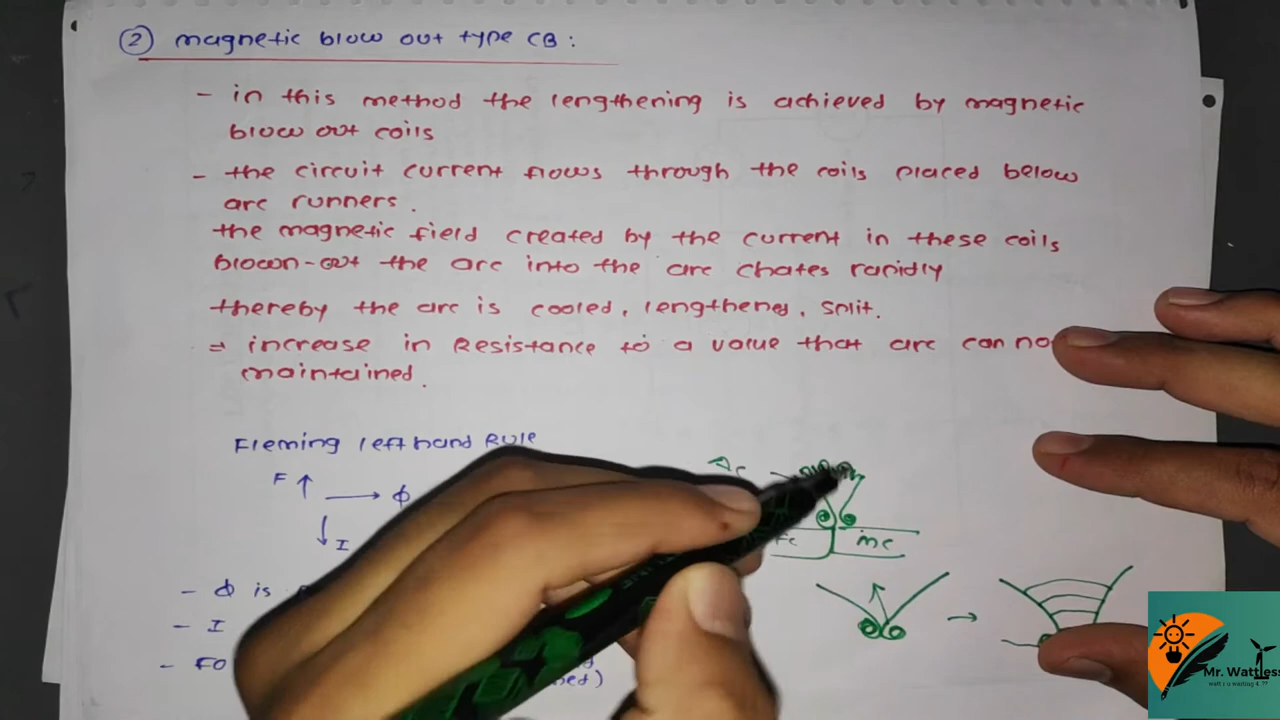 ② magnetic blow out type CB :
- in this method the lengthening is achieved by magnetic
blow out coils
- the circuit current flows through the coils placed below
arc runners.
the magnetic field created by the current in these coils
blown-out the arc into the arc chates rapidly
thereby the arc is cooled, lengthened, split.
⇒ increase in Resistance to a value that arc can no
maintained.
Fleming left hand Rule
F ↑ → ϕ
↓ I
FC mc
- ϕ is
- I
- FO
Mr. Wattless